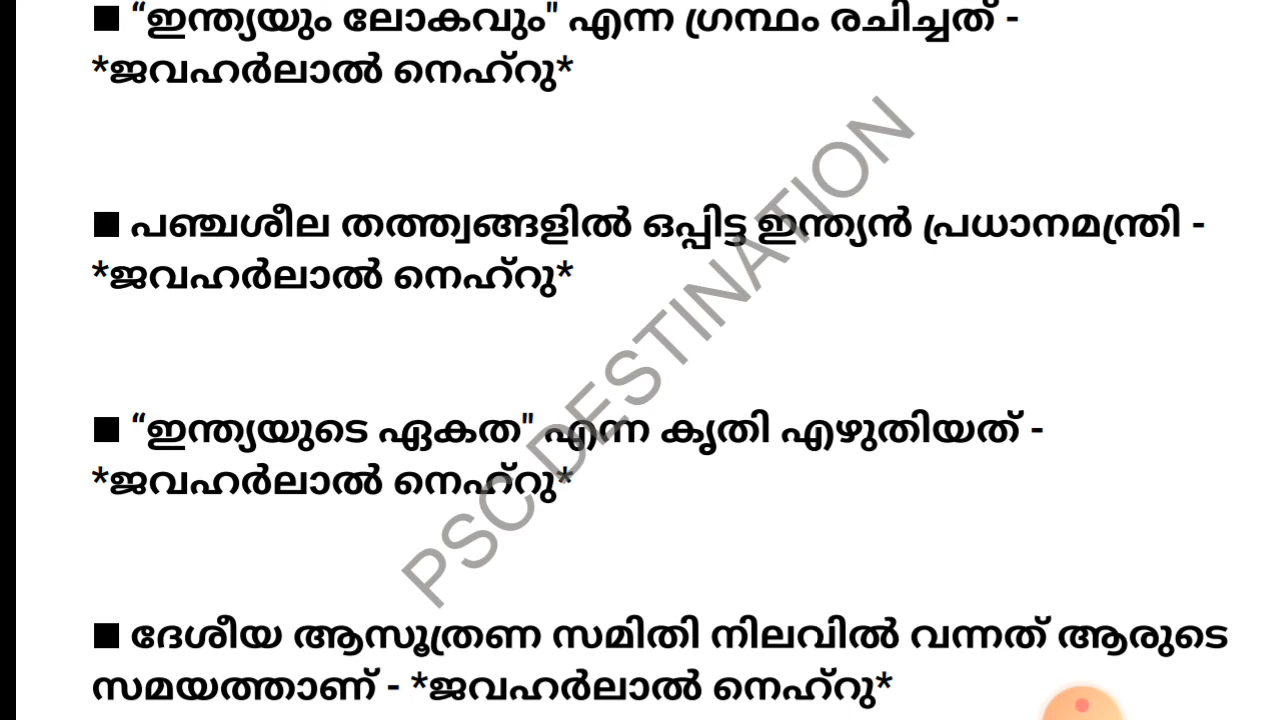 ■ “ഇന്ത്യയും ലോകവും" എന്ന ഗ്രന്ഥം രചിച്ചത് -
*ജവഹർലാൽ നെഹ്റു*
■ പഞ്ചശീല തത്ത്വങ്ങളിൽ ഒപ്പിട്ട ഇന്ത്യൻ പ്രധാനമന്ത്രി -
*ജവഹർലാൽ നെഹ്റു*
■ “ഇന്ത്യയുടെ ഏകത" എന്ന കൃതി എഴുതിയത് -
*ജവഹർലാൽ നെഹ്റു*
■ ദേശീയ ആസൂത്രണ സമിതി നിലവിൽ വന്നത് ആരുടെ
സമയത്താണ് - *ജവഹർലാൽ നെഹ്റു*
PSC DESTINATION